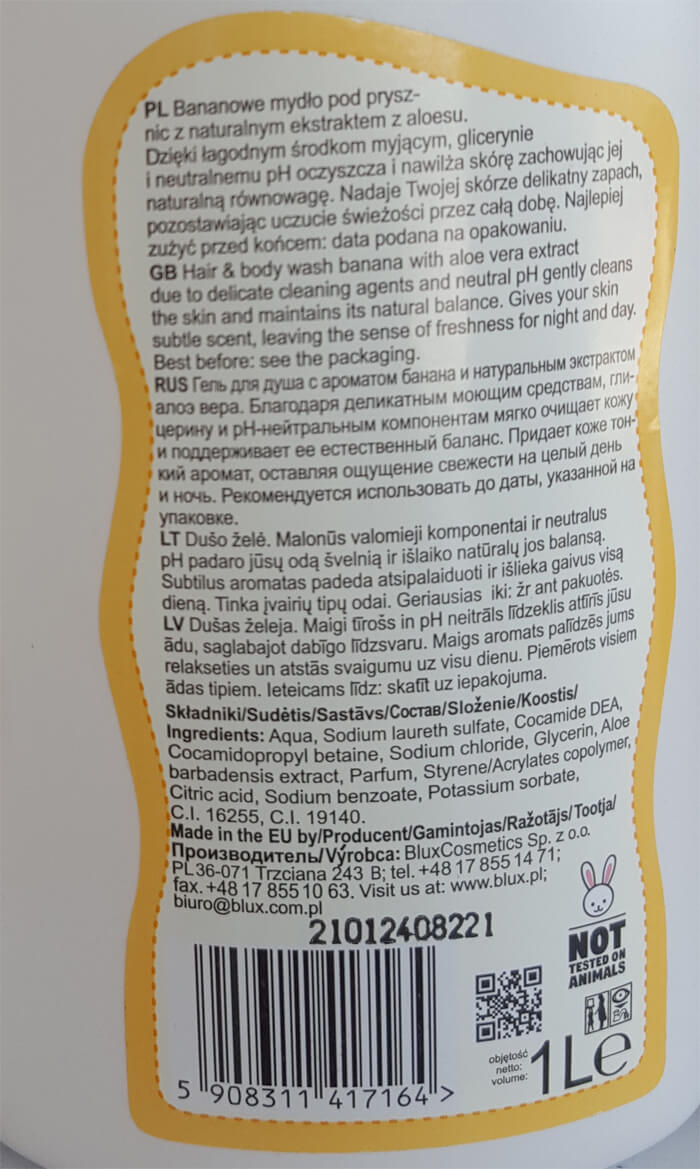 PL Bananowe mydło pod prysz-
nic z naturalnym ekstraktem z aloesu.
Dzięki łagodnym środkom myjącym, glicerynie
i neutralnemu pH oczyszcza i nawilża skórę zachowując jej
naturalną równowagę. Nadaje Twojej skórze delikatny zapach,
pozostawiając uczucie świeżości przez całą dobę. Najlepiej
zużyć przed końcem: data podana na opakowaniu.
GB Hair & body wash banana with aloe vera extract
due to delicate cleaning agents and neutral pH gently cleans
the skin and maintains its natural balance. Gives your skin
subtle scent, leaving the sense of freshness for night and day.
Best before: see the packaging.
RUS Гель для душа с ароматом банана и натуральным экстрактом
алоэ вера. Благодаря деликатным моющим средствам, гли-
церину и pH-нейтральным компонентам мягко очищает кожу
и поддерживает ее естественный баланс. Придает коже тон-
кий аромат, оставляя ощущение свежести на целый день
и ночь. Рекомендуется использовать до даты, указанной на
упаковке.
LT Dušo želė. Malonūs valomieji komponentai ir neutralus
pH padaro jūsų odą švelnią ir išlaiko natūralų jos balansą.
Subtilus aromatas padeda atsipalaiduoti ir išlieka gaivus visą
dieną. Tinka įvairių tipų odai. Geriausias iki: žr ant pakuotės.
LV Dušas želeja. Maigi tīrošs in pH neitrāls līdzeklis attīrīs jūsu
ādu, saglabajot dabīgo līdzsvaru. Maigs aromats palīdzēs jums
relakseties un atstās svaigumu uz visu dienu. Piemērots visiem
ādas tipiem. Ieteicams līdz: skatīt uz iepakojuma.
Składniki/Sudėtis/Sastāvs/Состав/Složenie/Koostis/
Ingredients: Aqua, Sodium laureth sulfate, Cocamide DEA,
Cocamidopropyl betaine, Sodium chloride, Glycerin, Aloe
barbadensis extract, Parfum, Styrene/Acrylates copolymer,
Citric acid, Sodium benzoate, Potassium sorbate,
C.I. 16255, C.I. 19140.
Made in the EU by/Producent/Gamintojas/Ražotājs/Tootja/
Производитель/Výrobca: BluxCosmetics Sp. z o.o.
PL 36-071 Trzciana 243 B; tel. +48 17 855 14 71;
fax. +48 17 855 10 63. Visit us at: www.blux.pl;
biuro@blux.com.pl
21012408221
NOT
TESTED ON
ANIMALS
objętość
netto:
volume:
1L e
5 908311 417164 >